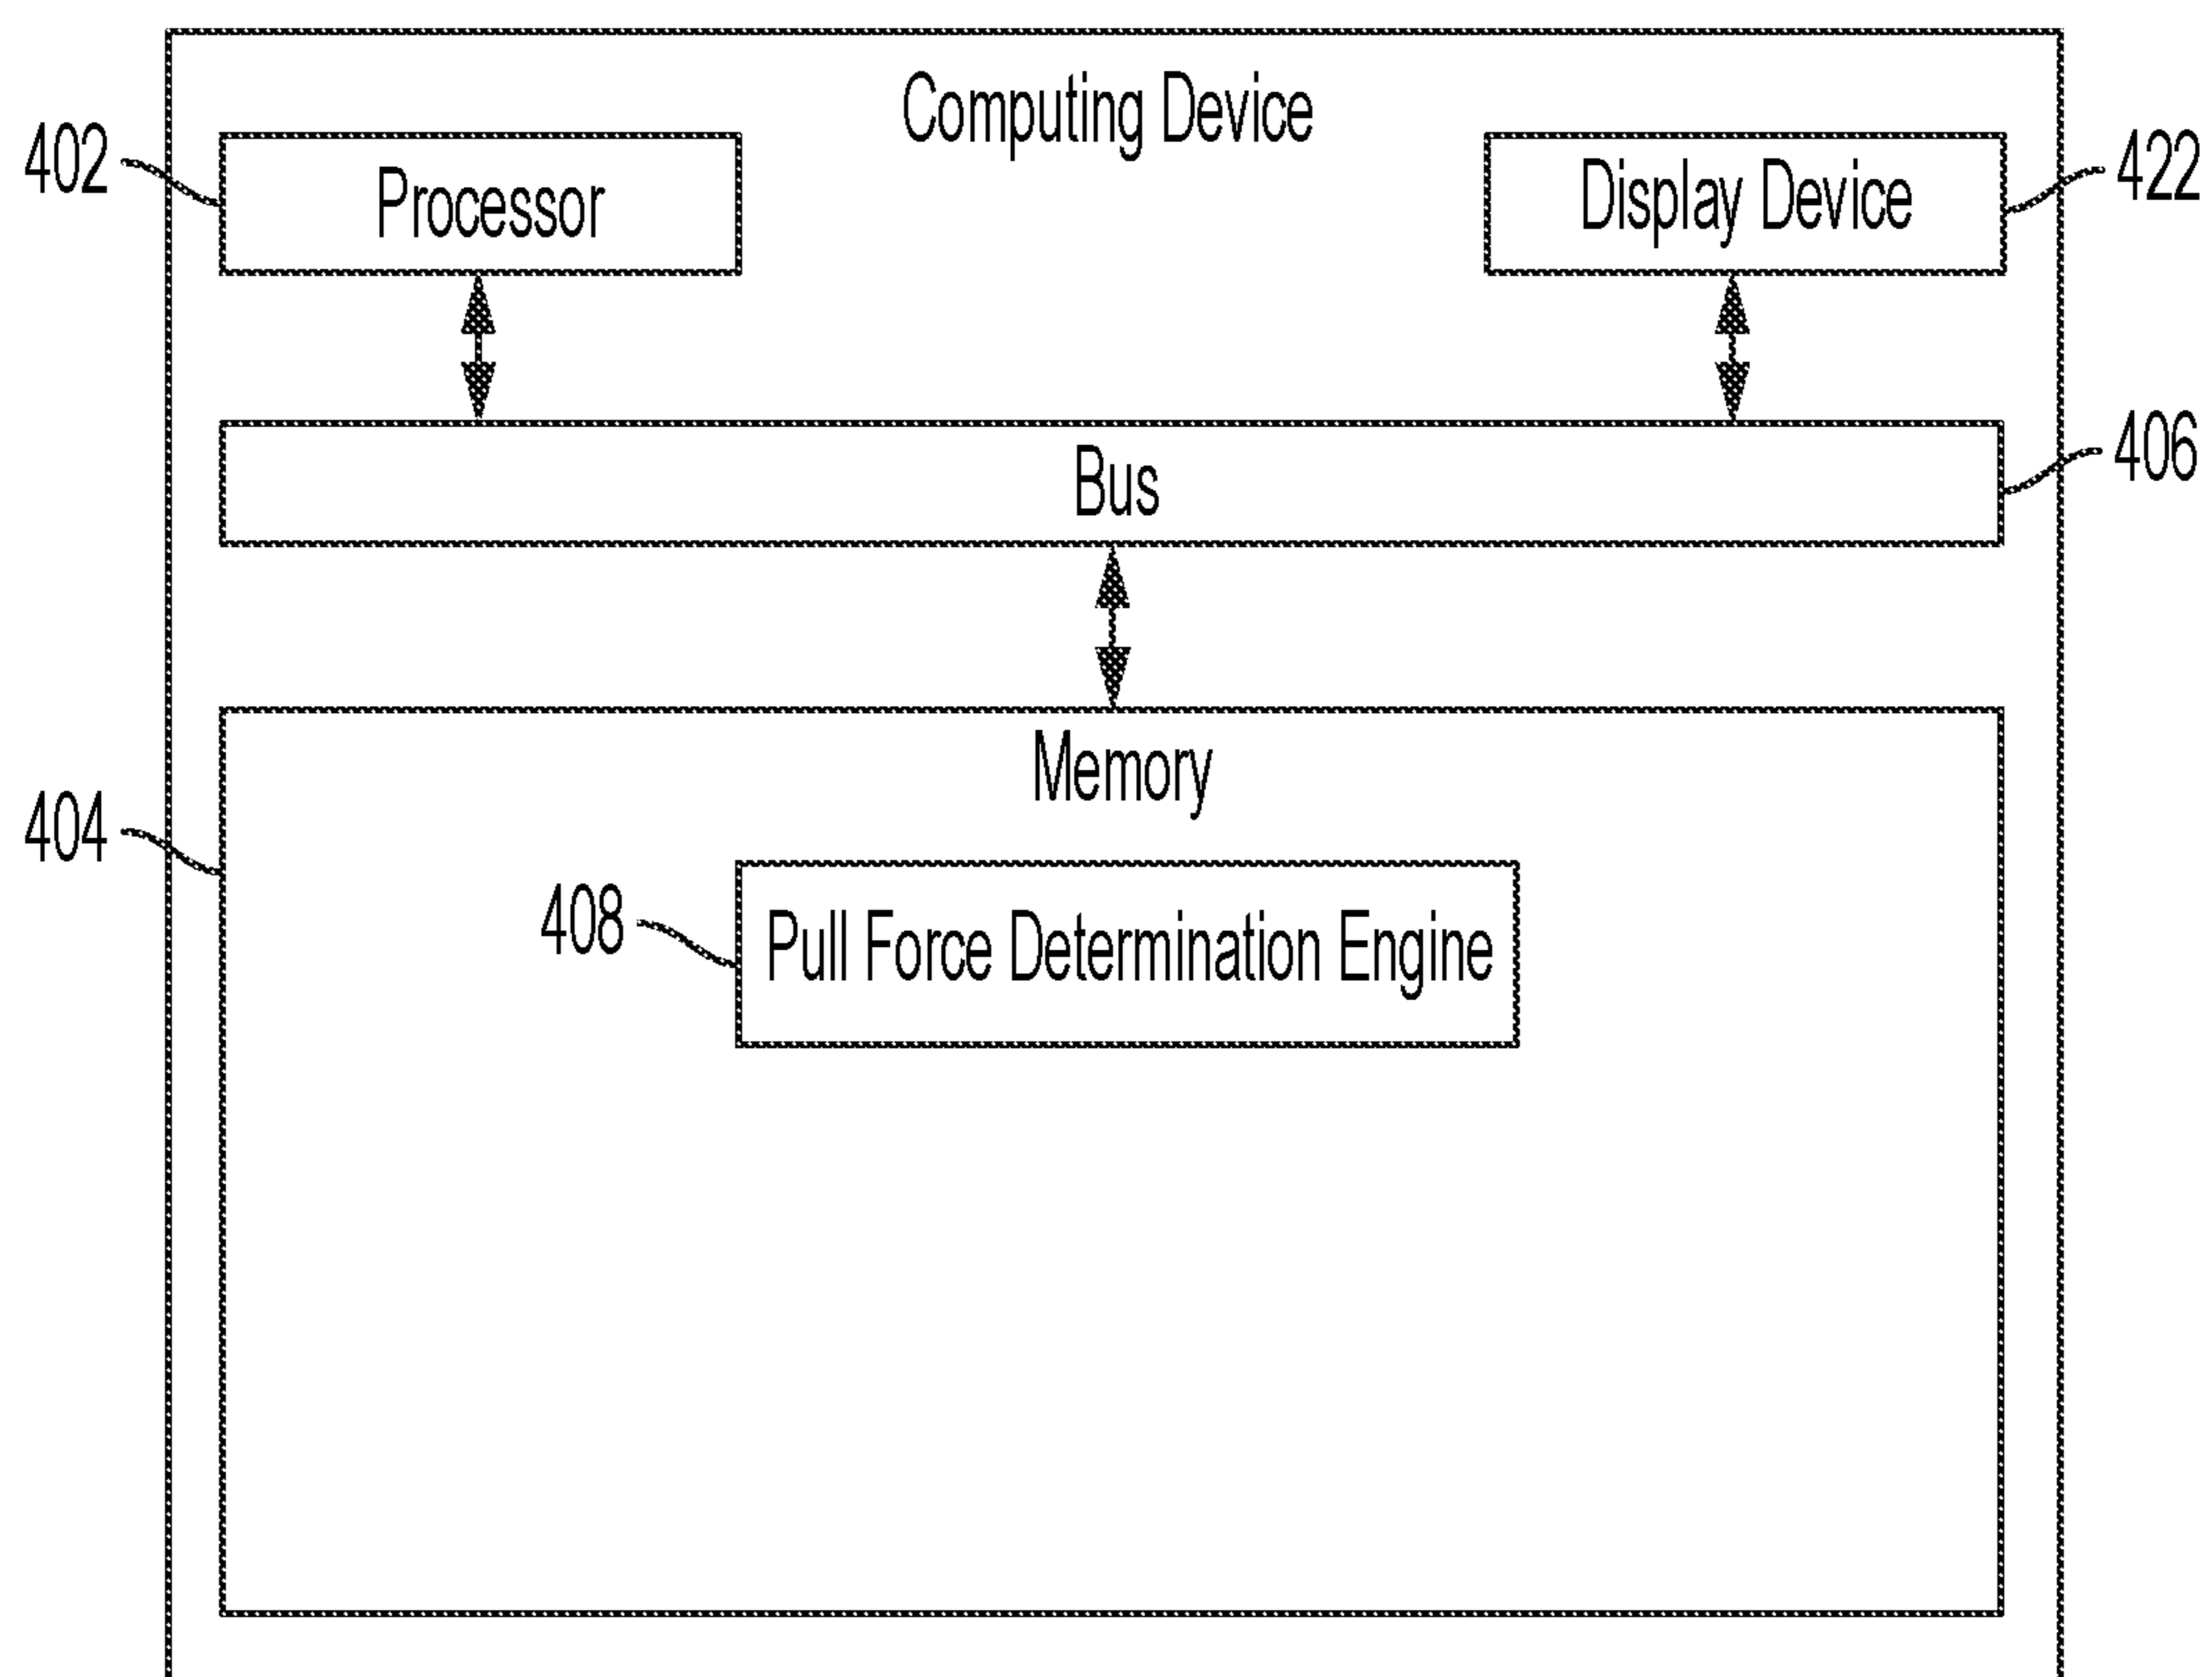 Computing Device
402
Processor
Display Device
422
Bus
406
Memory
404
408
Pull Force Determination Engine